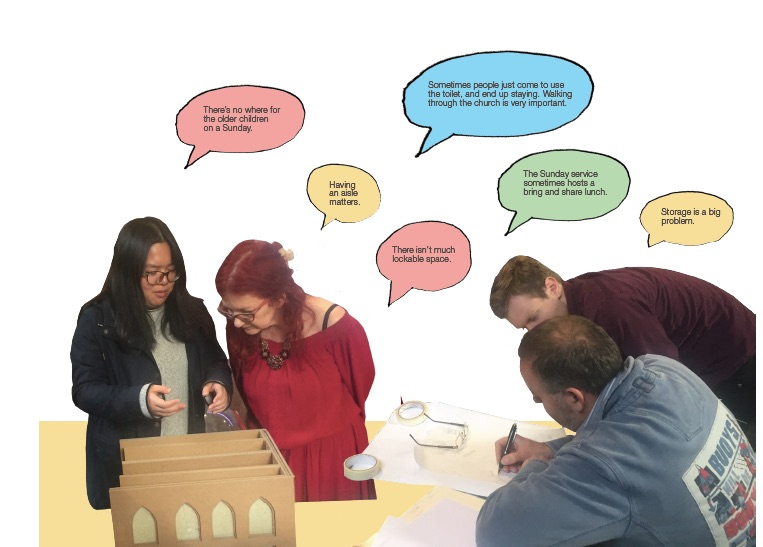 Sometimes people just come to use
the toilet, and end up staying. Walking
through the church is very important.
There's no where for
the older children
on a Sunday.
The Sunday service
sometimes hosts a
bring and share lunch.
Having
an aisle
matters.
Storage is a big
problem.
There isn't much
lockable space.